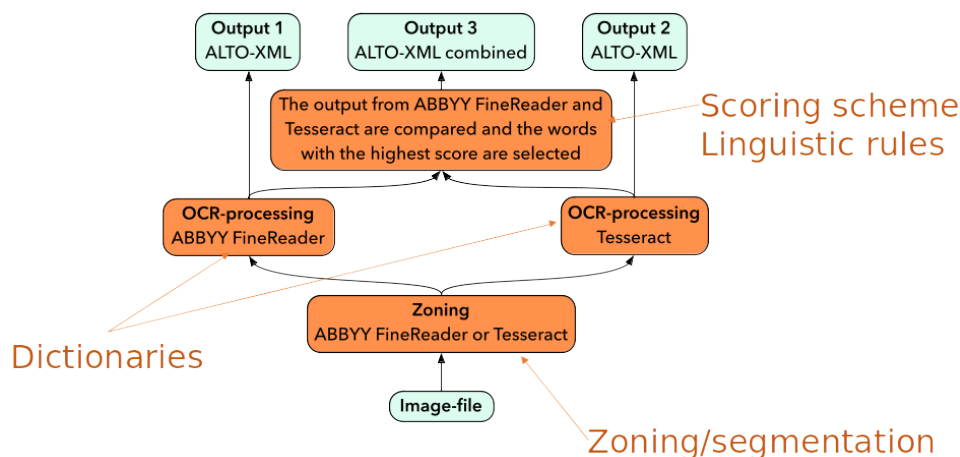 Output 1
ALTO-XML
Output 3
ALTO-XML combined
Output 2
ALTO-XML
The output from ABBYY FineReader and
Tesseract are compared and the words
with the highest score are selected
Scoring scheme
Linguistic rules
OCR-processing
ABBYY FineReader
OCR-processing
Tesseract
Zoning
ABBYY FineReader or Tesseract
Dictionaries
Image-file
Zoning/segmentation